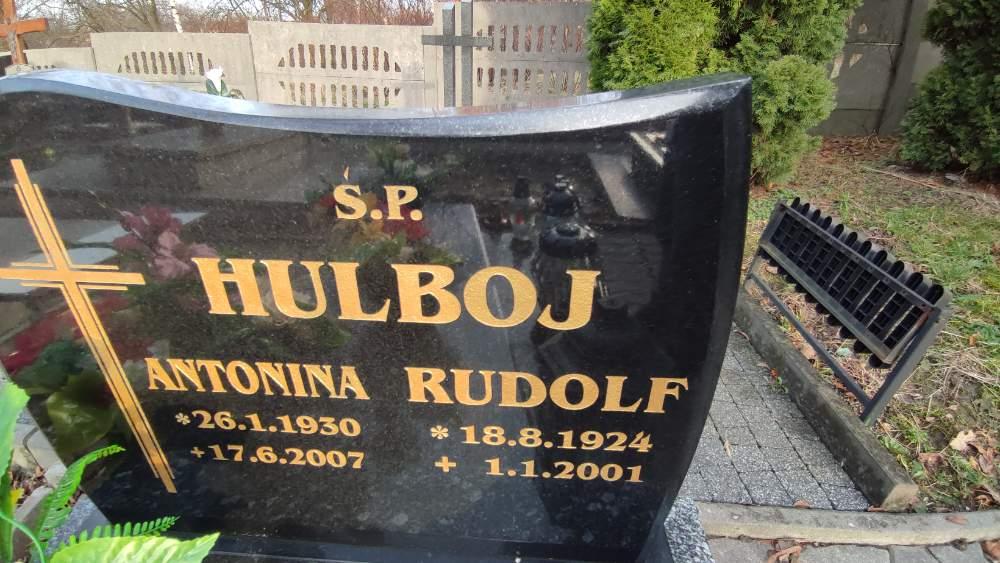 Ś.P.
HULBOJ
ANTONINA RUDOLF
*26.1.1930 * 18.8.1924
+17.6.2007 + 1.1.2001